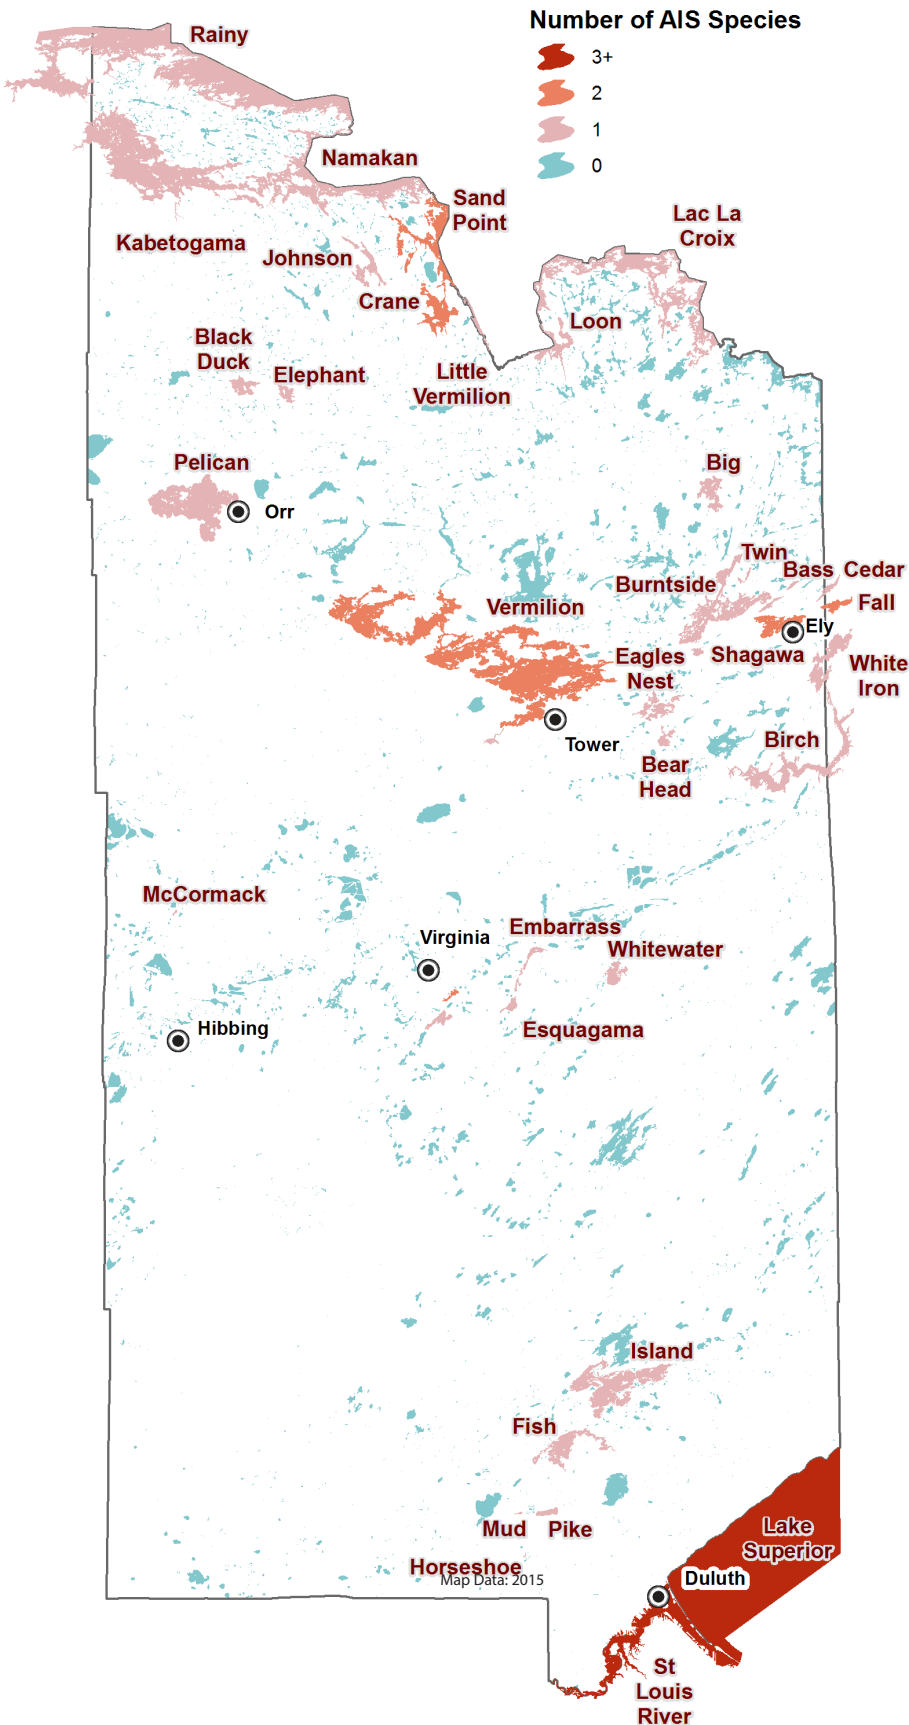 Number of AIS Species
3+
2
1
0
Rainy
Namakan
Sand
Point
Lac La
Croix
Kabetogama
Johnson
Crane
Loon
Black
Duck
Elephant
Little
Vermilion
Pelican
Orr
Big
Twin
Bass Cedar
Burntside
Vermilion
Fall
Ely
Shagawa
Eagles
Nest
White
Iron
Tower
Birch
Bear
Head
McCormack
Virginia
Embarrass
Whitewater
Hibbing
Esquagama
Island
Fish
Mud
Pike
Lake
Superior
Horseshoe
Map Data: 2015
Duluth
St
Louis
River